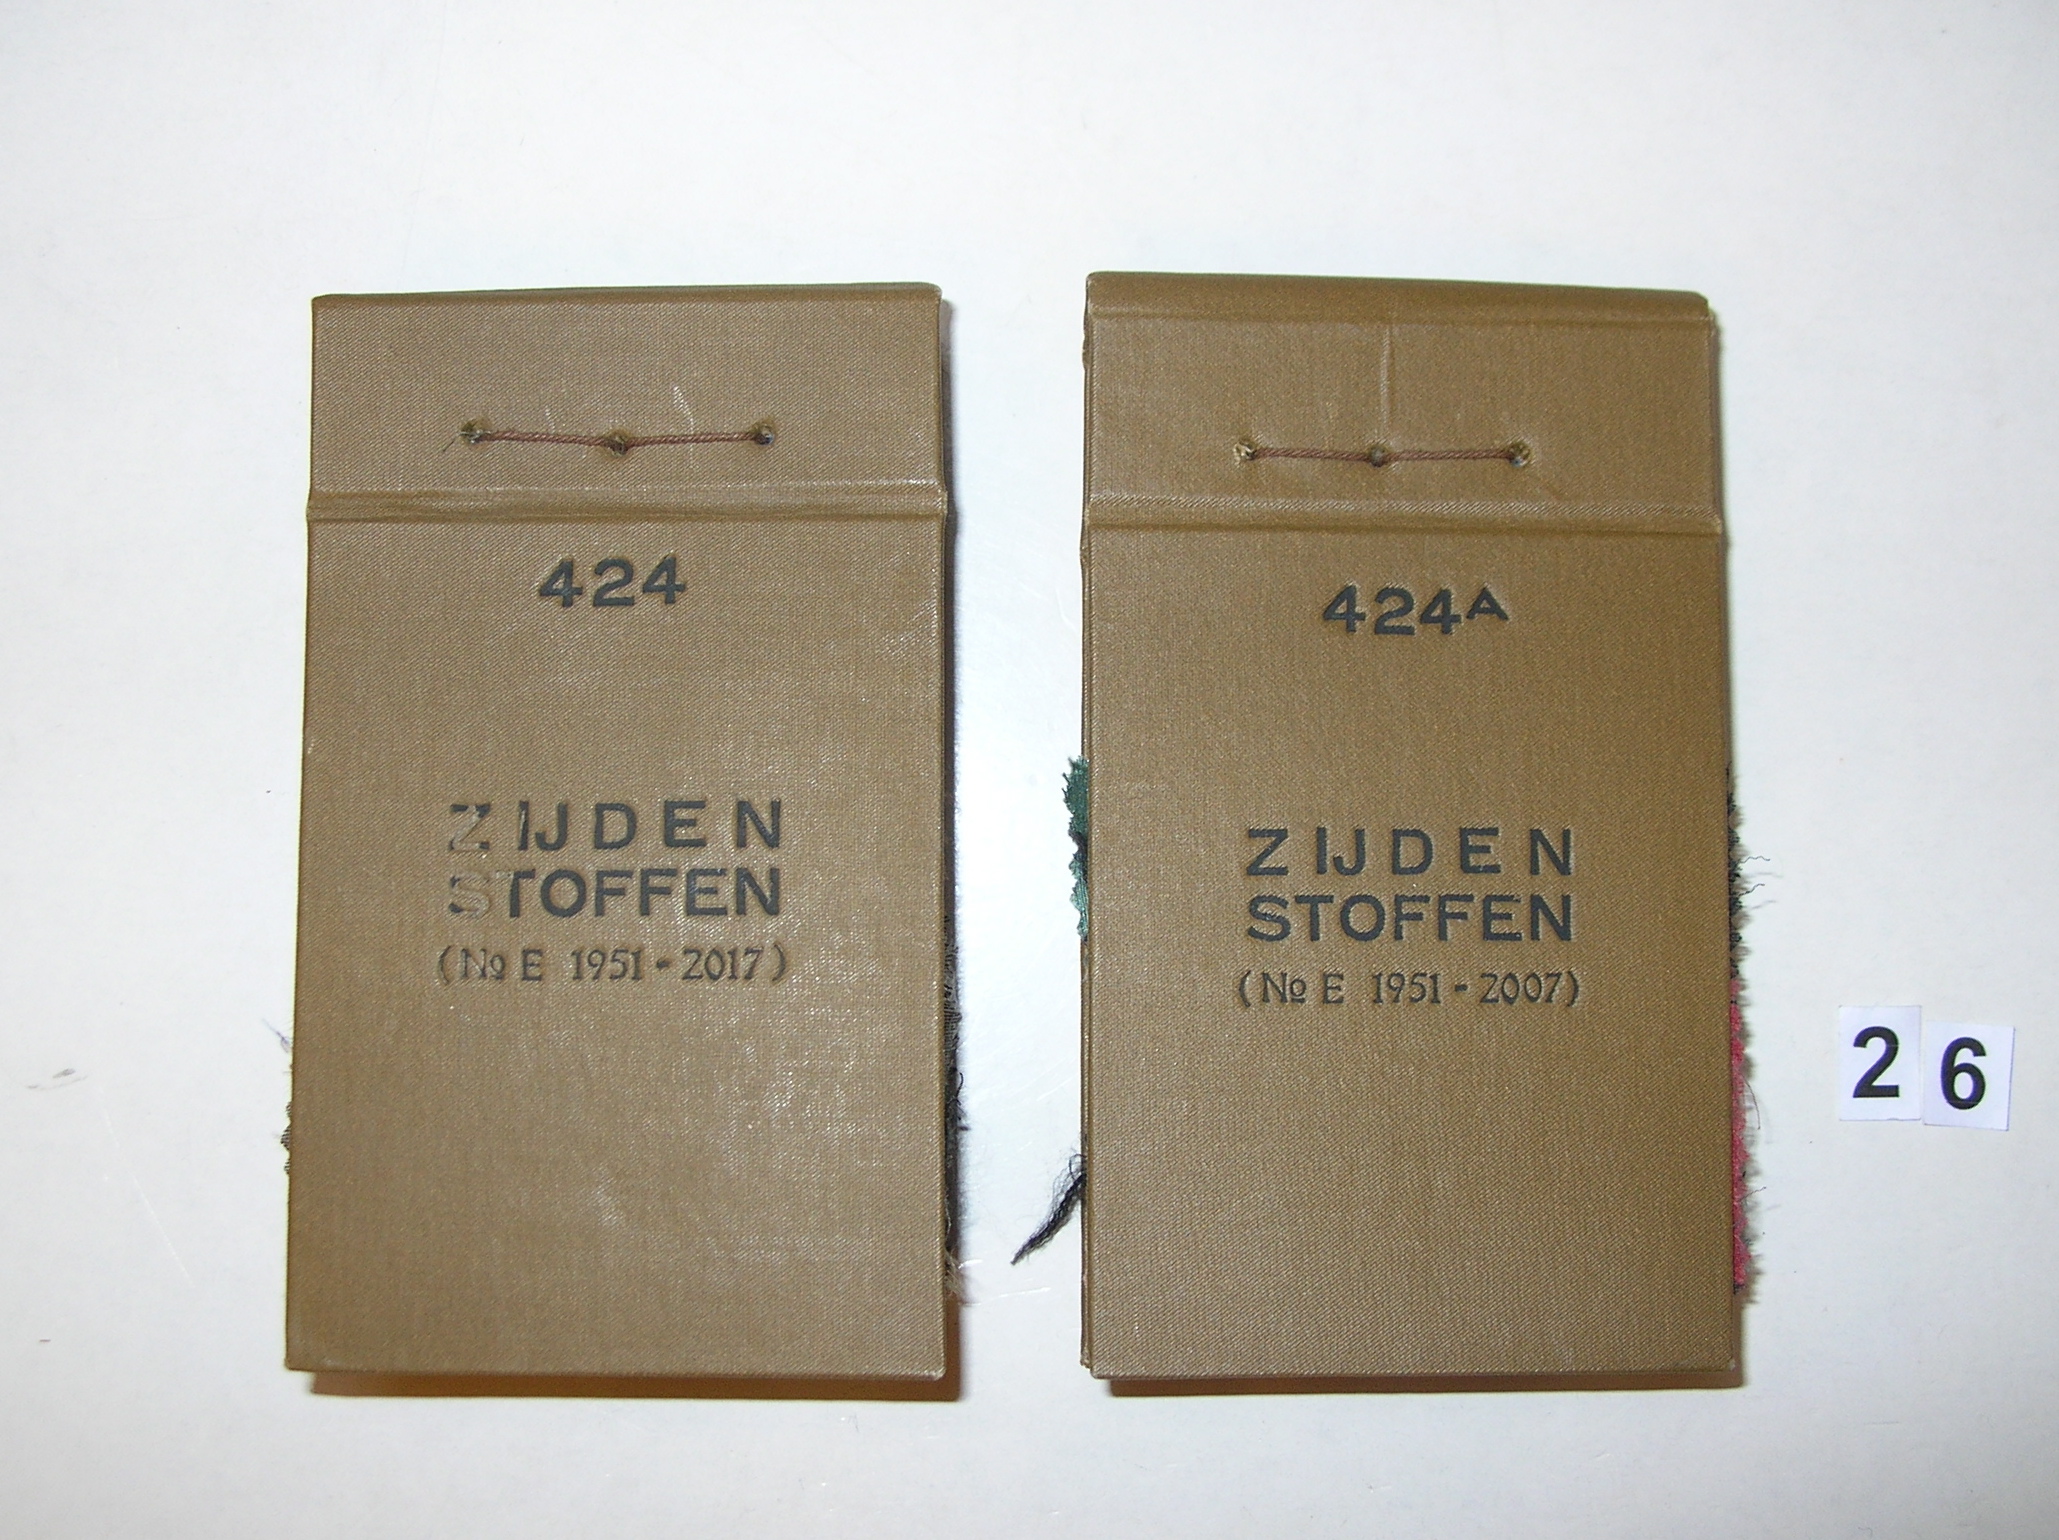 424
ZIJDEN
STOFFEN
(No E 1951-2017)
424A
ZIJDEN
STOFFEN
(No E 1951-2007)
26